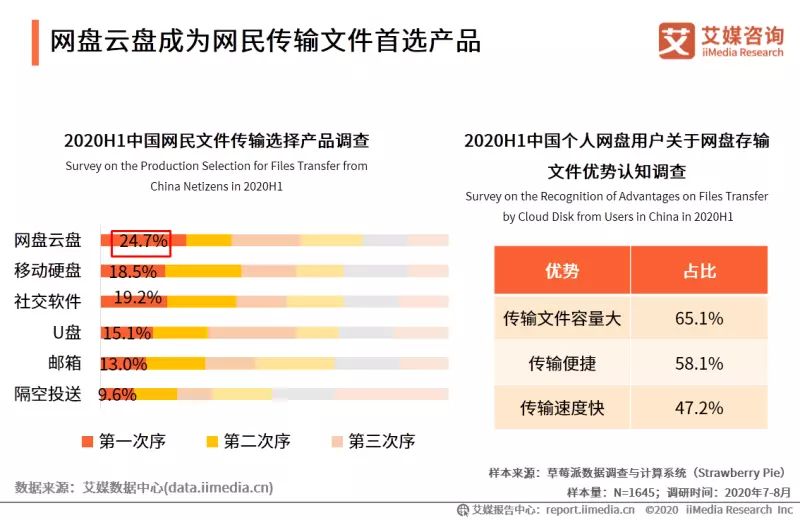 网盘云盘成为网民传输文件首选产品
艾媒咨询
iiMedia Research
2020H1中国网民文件传输选择产品调查
Survey on the Production Selection for Files Transfer from
China Netizens in 2020H1
网盘云盘 24.7%
移动硬盘 18.5%
社交软件 19.2%
U盘 15.1%
邮箱 13.0%
隔空投送 9.6%
第一次序 第二次序 第三次序
2020H1中国个人网盘用户关于网盘存输
文件优势认知调查
Survey on the Recognition of Advantages on Files Transfer
by Cloud Disk from Users in China in 2020H1
优势 占比
传输文件容量大 65.1%
传输便捷 58.1%
传输速度快 47.2%
样本来源：草莓派数据调查与计算系统（Strawberry Pie）
数据来源：艾媒数据中心(data.iimedia.cn)
样本量：N=1645；调研时间：2020年7-8月
艾媒报告中心：report.iimedia.cn ©2020 iiMedia Research Inc